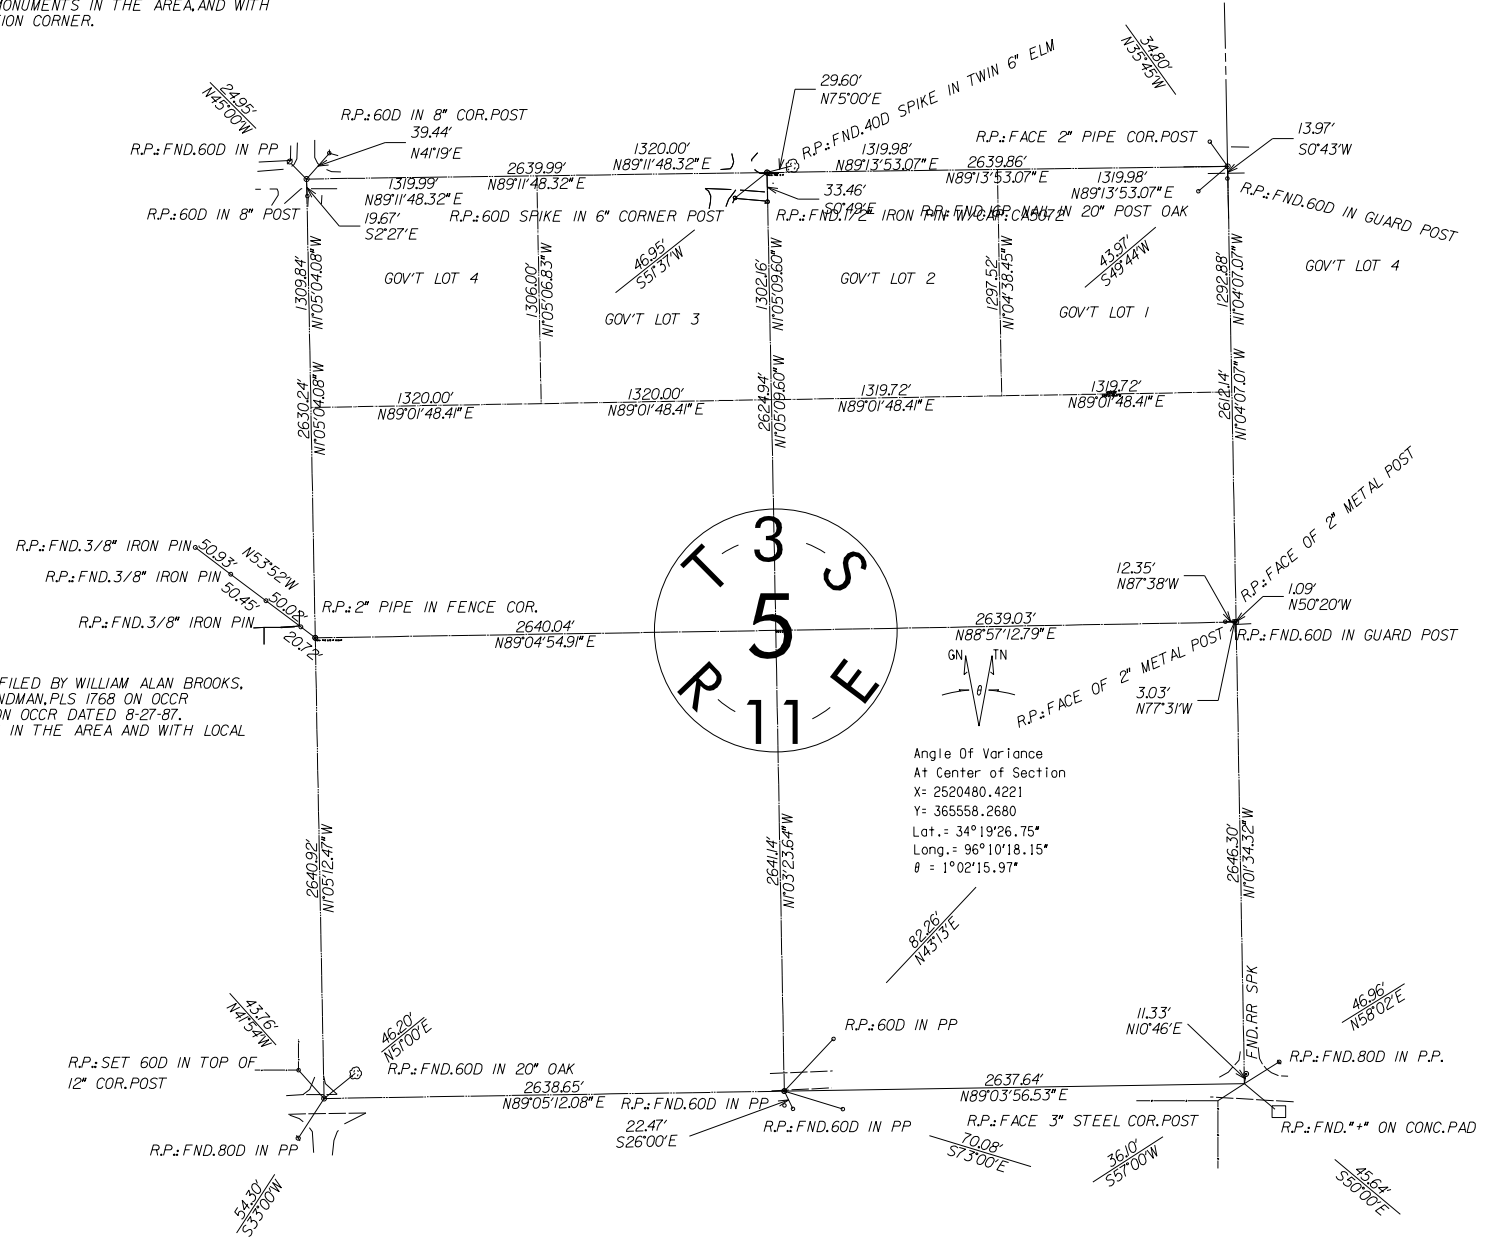 MONUMENTS IN THE AREA, AND WITH
ION CORNER.
24.95'
N45°00'W
R.P.: 60D IN 8" COR.POST
39.44'
N41°19'E
R.P.: FND.60D IN PP
1320.00'
N89°11'48.32"E
2639.99'
N89°11'48.32"E
1319.99'
N89°11'48.32"E
R.P.: 60D IN 8" POST
19.67'
S2°27'E
29.60'
N75°00'E
R.P.: FND.40D SPIKE IN TWIN 6" ELM
34.80'
N35°45'W
R.P.: FACE 2" PIPE COR.POST
13.97'
S0°43'W
1319.98'
N89°13'53.07"E
2639.86'
N89°13'53.07"E
1319.98'
N89°13'53.07"E
33.46'
S0°49'E
R.P.: 60D SPIKE IN 6" CORNER POST
R.P.: FND.1/2" IRON PIN W/CAP: CA5072
R.P.: FND.16P NAIL IN 20" POST OAK
R.P.: FND.60D IN GUARD POST
46.95'
S51°37'W
43.97'
S49°44'W
GOV'T LOT 4
GOV'T LOT 3
GOV'T LOT 2
GOV'T LOT 1
GOV'T LOT 4
1309.84'
N1°05'04.08"W
1306.00'
N1°05'06.83"W
1302.16'
N1°05'09.60"W
1297.52'
N1°04'38.45"W
1292.88'
N1°04'07.07"W
1320.00'
N89°01'48.41"E
1320.00'
N89°01'48.41"E
1319.72'
N89°01'48.41"E
1319.72'
N89°01'48.41"E
2630.24'
N1°05'04.08"W
2624.94'
N1°05'09.60"W
2612.14'
N1°04'07.07"W
R.P.: FND.3/8" IRON PIN
50.93'
N53°52'W
R.P.: FND.3/8" IRON PIN
50.45'
50.02'
R.P.: FND.3/8" IRON PIN
20.72'
R.P.: 2" PIPE IN FENCE COR.
2640.04'
N89°04'54.91"E
T 3 S
5
R 11 E
2639.03'
N88°57'12.79"E
12.35'
N87°38'W
R.P.: FACE OF 2" METAL POST
1.09'
N50°20'W
R.P.: FND.60D IN GUARD POST
R.P.: FACE OF 2" METAL POST
3.03'
N77°31'W
GN TN
θ
FILED BY WILLIAM ALAN BROOKS,
NDMAN, PLS 1768 ON OCCR
ON OCCR DATED 8-27-87.
IN THE AREA AND WITH LOCAL
Angle Of Variance
At Center of Section
X= 2520480.4221
Y= 365558.2680
Lat.= 34°19'26.75"
Long.= 96°10'18.15"
θ = 1°02'15.97"
2640.92'
N1°05'12.47"W
2641.14'
N1°03'23.64"W
2646.30'
N1°01'34.32"W
82.26'
N43°13'E
43.76'
N41°54'W
46.20'
N51°00'E
R.P.: SET 60D IN TOP OF
12" COR.POST
R.P.: FND.60D IN 20" OAK
2638.65'
N89°05'12.08"E
R.P.: FND.80D IN PP
54.30'
S33°00'W
R.P.: 60D IN PP
R.P.: FND.60D IN PP
22.47'
S26°00'E
R.P.: FND.60D IN PP
70.08'
S73°00'E
2637.64'
N89°03'56.53"E
11.33'
N10°46'E
FND.RR SPK
46.96'
N58°02'E
R.P.: FND.80D IN P.P.
R.P.: FACE 3" STEEL COR.POST
36.10'
S57°00'W
R.P.: FND."+" ON CONC.PAD
45.64'
S50°00'E